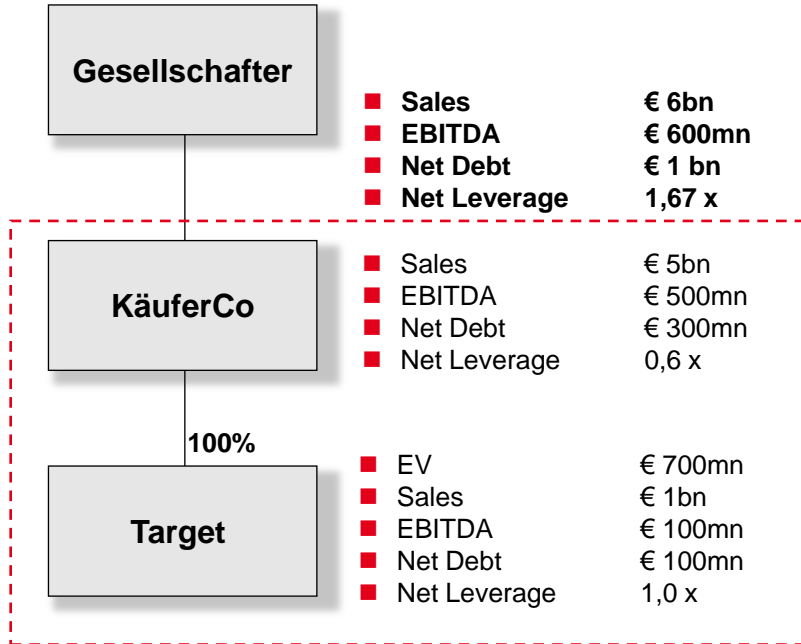 Gesellschafter
Sales € 6bn
EBITDA € 600mn
Net Debt € 1 bn
Net Leverage 1,67 x
KäuferCo
Sales € 5bn
EBITDA € 500mn
Net Debt € 300mn
Net Leverage 0,6 x
100%
Target
EV € 700mn
Sales € 1bn
EBITDA € 100mn
Net Debt € 100mn
Net Leverage 1,0 x